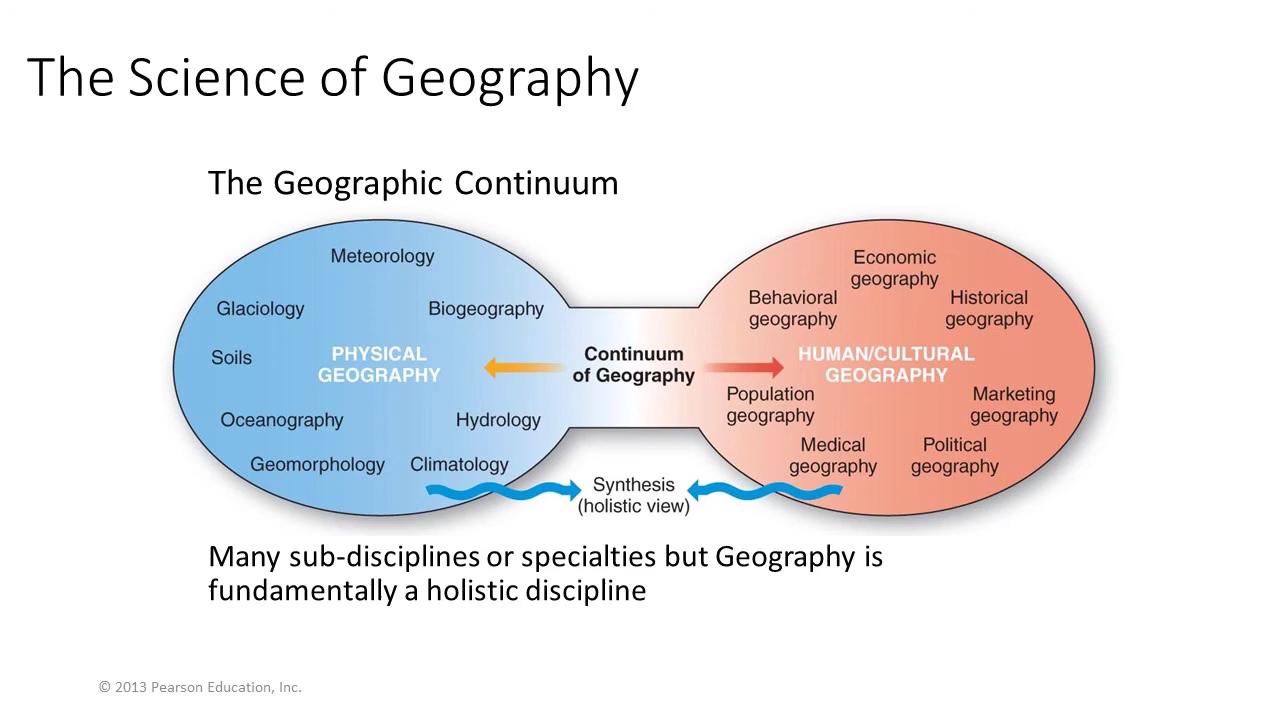 The Science of Geography
The Geographic Continuum
Meteorology
Glaciology
Biogeography
Soils
PHYSICAL
GEOGRAPHY
Oceanography
Hydrology
Geomorphology
Climatology
Continuum
of Geography
Economic
geography
Behavioral
geography
Historical
geography
HUMAN/CULTURAL
GEOGRAPHY
Population
geography
Marketing
geography
Medical
geography
Political
geography
Synthesis
(holistic view)
Many sub-disciplines or specialties but Geography is
fundamentally a holistic discipline
© 2013 Pearson Education, Inc.